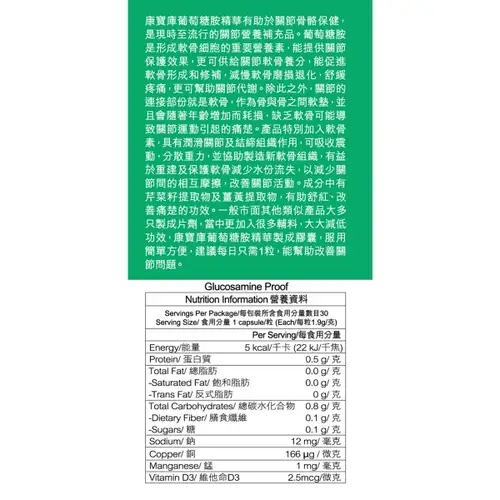 康寶庫葡萄糖胺精華有助於關節骨骼保健，
是現時至流行的關節營養補充品。葡萄糖胺
是形成軟骨細胞的重要營養素，能提供關節
保護效果，更可供給關節軟骨養分，能促進
軟骨形成和修補，減慢軟骨磨損退化，舒緩
疼痛，更可幫助關節代謝。除此之外，關節的
連接部份就是軟骨，作為骨與骨之間軟墊，並
且會隨著年齡增加而耗損，缺乏軟骨可能導
致關節運動引起的痛楚。產品特別加入軟骨
素，具有潤滑關節及結締組織作用，可吸收震
動，分散重力，並協助製造新軟骨組織，有益
於重建及保護軟骨減少水份流失，以減少關
節間的相互摩擦，改善關節活動。成分中有
芹菜籽提取物及薑黃提取物，有助舒紅、改
善痛楚的功效。一般市面其他類似產品大多
只製成片劑，當中更加入很多輔料，大大減低
功效，康寶庫葡萄糖胺精華製成膠囊，服用
簡單方便，建議每日只需1粒，能幫助改善關
節問題。
Glucosamine Proof
Nutrition Information 營養資料
Servings Per Package/每包裝所含食用分量數目30
Serving Size/ 食用分量 1 capsule/粒 (Each/每粒1.9g/克)
Per Serving/每食用分量
Energy/能量 5 kcal/千卡 (22 kJ/千焦)
Protein/ 蛋白質 0.5 g/ 克
Total Fat/ 總脂肪 0.0 g/ 克
-Saturated Fat/ 飽和脂肪 0.0 g/ 克
-Trans Fat/ 反式脂肪 0 g/ 克
Total Carbohydrates/ 總碳水化合物 0.8 g/ 克
-Dietary Fiber/ 膳食纖維 0.1 g/ 克
-Sugars/ 糖 0.1 g/ 克
Sodium/ 鈉 12 mg/ 毫克
Copper/ 銅 166 μg / 微克
Manganese/ 錳 1 mg/ 毫克
Vitamin D3/ 維他命D3 2.5mcg/微克